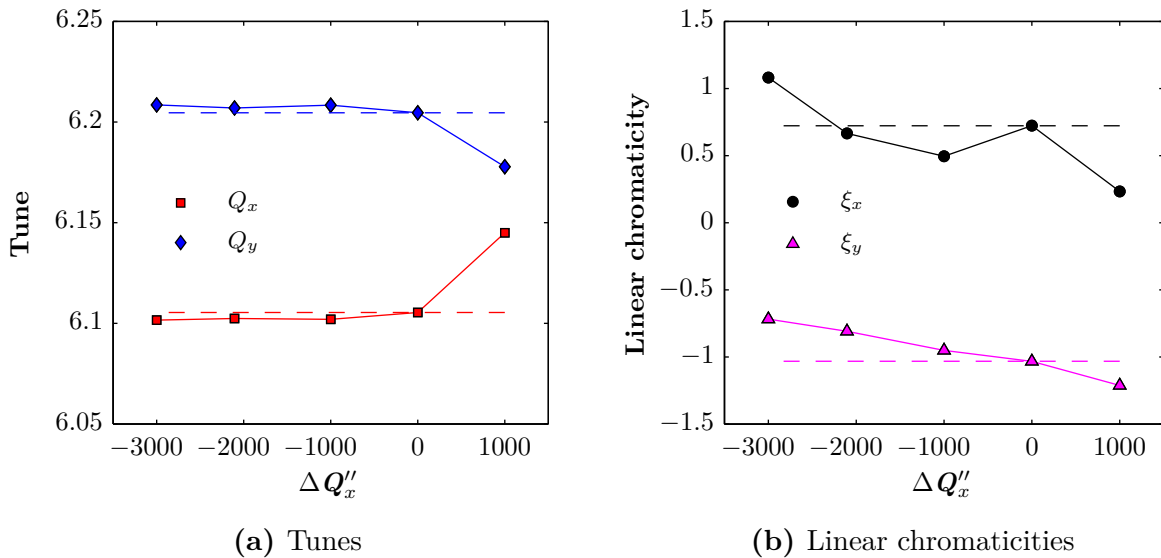 6.25
6.2
6.15
6.1
6.05
Tune
Q_x
Q_y
−3000 −2000 −1000 0 1000
Δ Q''_x
(a) Tunes
1.5
1
0.5
0
−0.5
−1
−1.5
Linear chromaticity
ξ_x
ξ_y
−3000 −2000 −1000 0 1000
Δ Q''_x
(b) Linear chromaticities